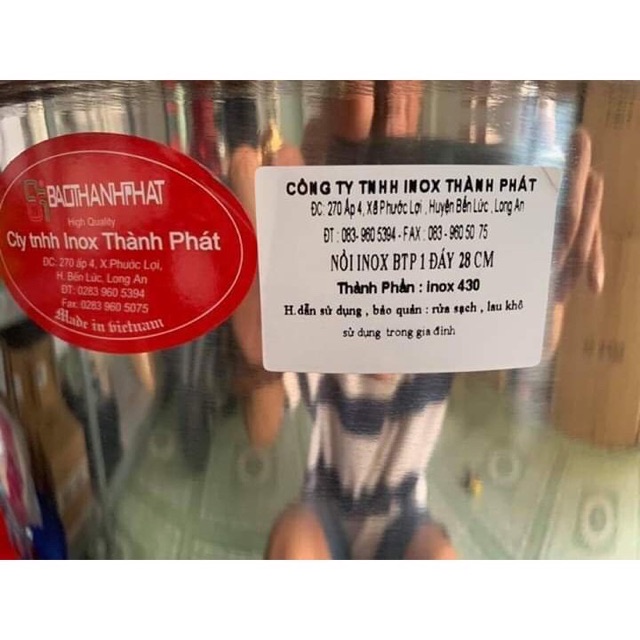 BAOTHANHPHAT
High Quality
Cty tnhh Inox Thành Phát
ĐC: 270 ấp 4, X.Phước Lợi,
H. Bến Lức, Long An
ĐT: 0283 960 5394
Fax: 0283 960 5075
Made in vietnam
CÔNG TY TNHH INOX THÀNH PHÁT
ĐC: 270 Ấp 4, Xã Phước Lợi , Huyện Bến Lức , Long An
ĐT : 083- 960 5394 - FAX : 083 - 960 50 75
NỒI INOX BTP 1 ĐÁY 28 CM
Thành Phần : inox 430
H.dẫn sử dụng , bảo quản : rửa sạch , lau khô
sử dụng trong gia đình